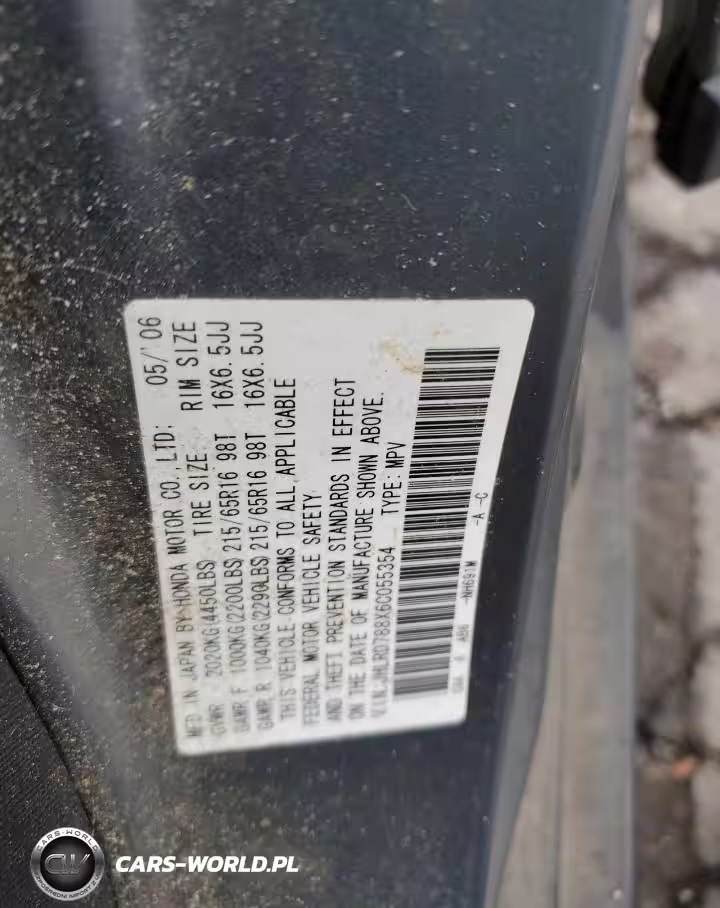 MFD IN JAPAN BY HONDA MOTOR CO., LTD. 05/'06
GVWR 2020KG(4450LBS TIRE SIZE RIM SIZE
GAWR F 1000KG(2200LBS 215/65R16 98T 16X6.5JJ
GAWR R 1040KG(2290LBS 215/65R16 98T 16X6.5JJ
THIS VEHICLE CONFORMS TO ALL APPLICABLE
FEDERAL MOTOR VEHICLE SAFETY
AND THEFT PREVENTION STANDARDS IN EFFECT
ON THE DATE OF MANUFACTURE SHOWN ABOVE.
V.I.N.:JHLRD788X6C055354 TYPE: MPV
-NH691M -A -C
CARS-WORLD
CW
CARS-WORLD.PL